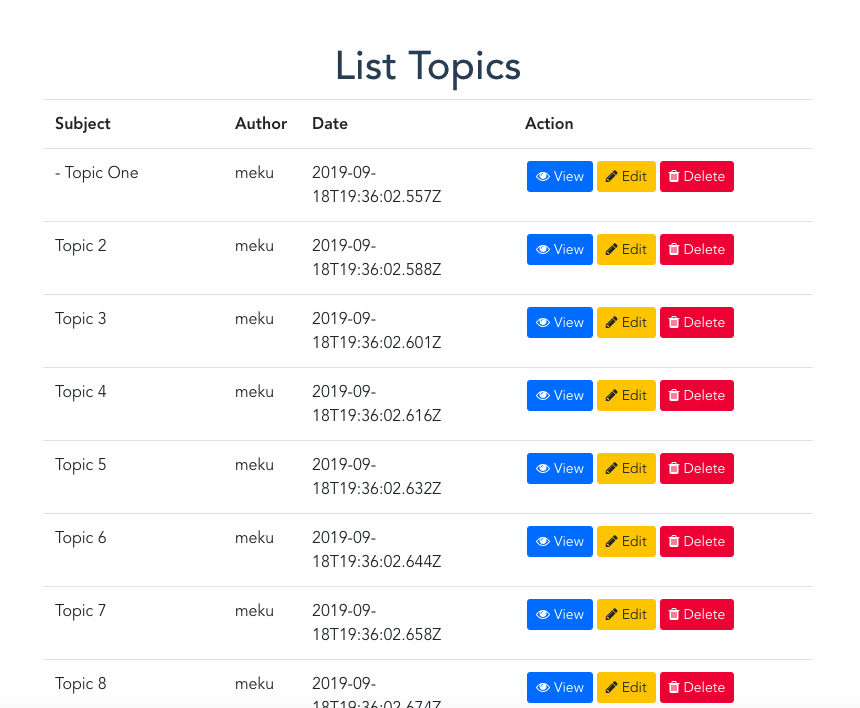 List Topics
Subject Author Date Action
- Topic One meku 2019-09- View Edit Delete
18T19:36:02.557Z
Topic 2 meku 2019-09- View Edit Delete
18T19:36:02.588Z
Topic 3 meku 2019-09- View Edit Delete
18T19:36:02.601Z
Topic 4 meku 2019-09- View Edit Delete
18T19:36:02.616Z
Topic 5 meku 2019-09- View Edit Delete
18T19:36:02.632Z
Topic 6 meku 2019-09- View Edit Delete
18T19:36:02.644Z
Topic 7 meku 2019-09- View Edit Delete
18T19:36:02.658Z
Topic 8 meku 2019-09- View Edit Delete
18T19:36:02.674Z